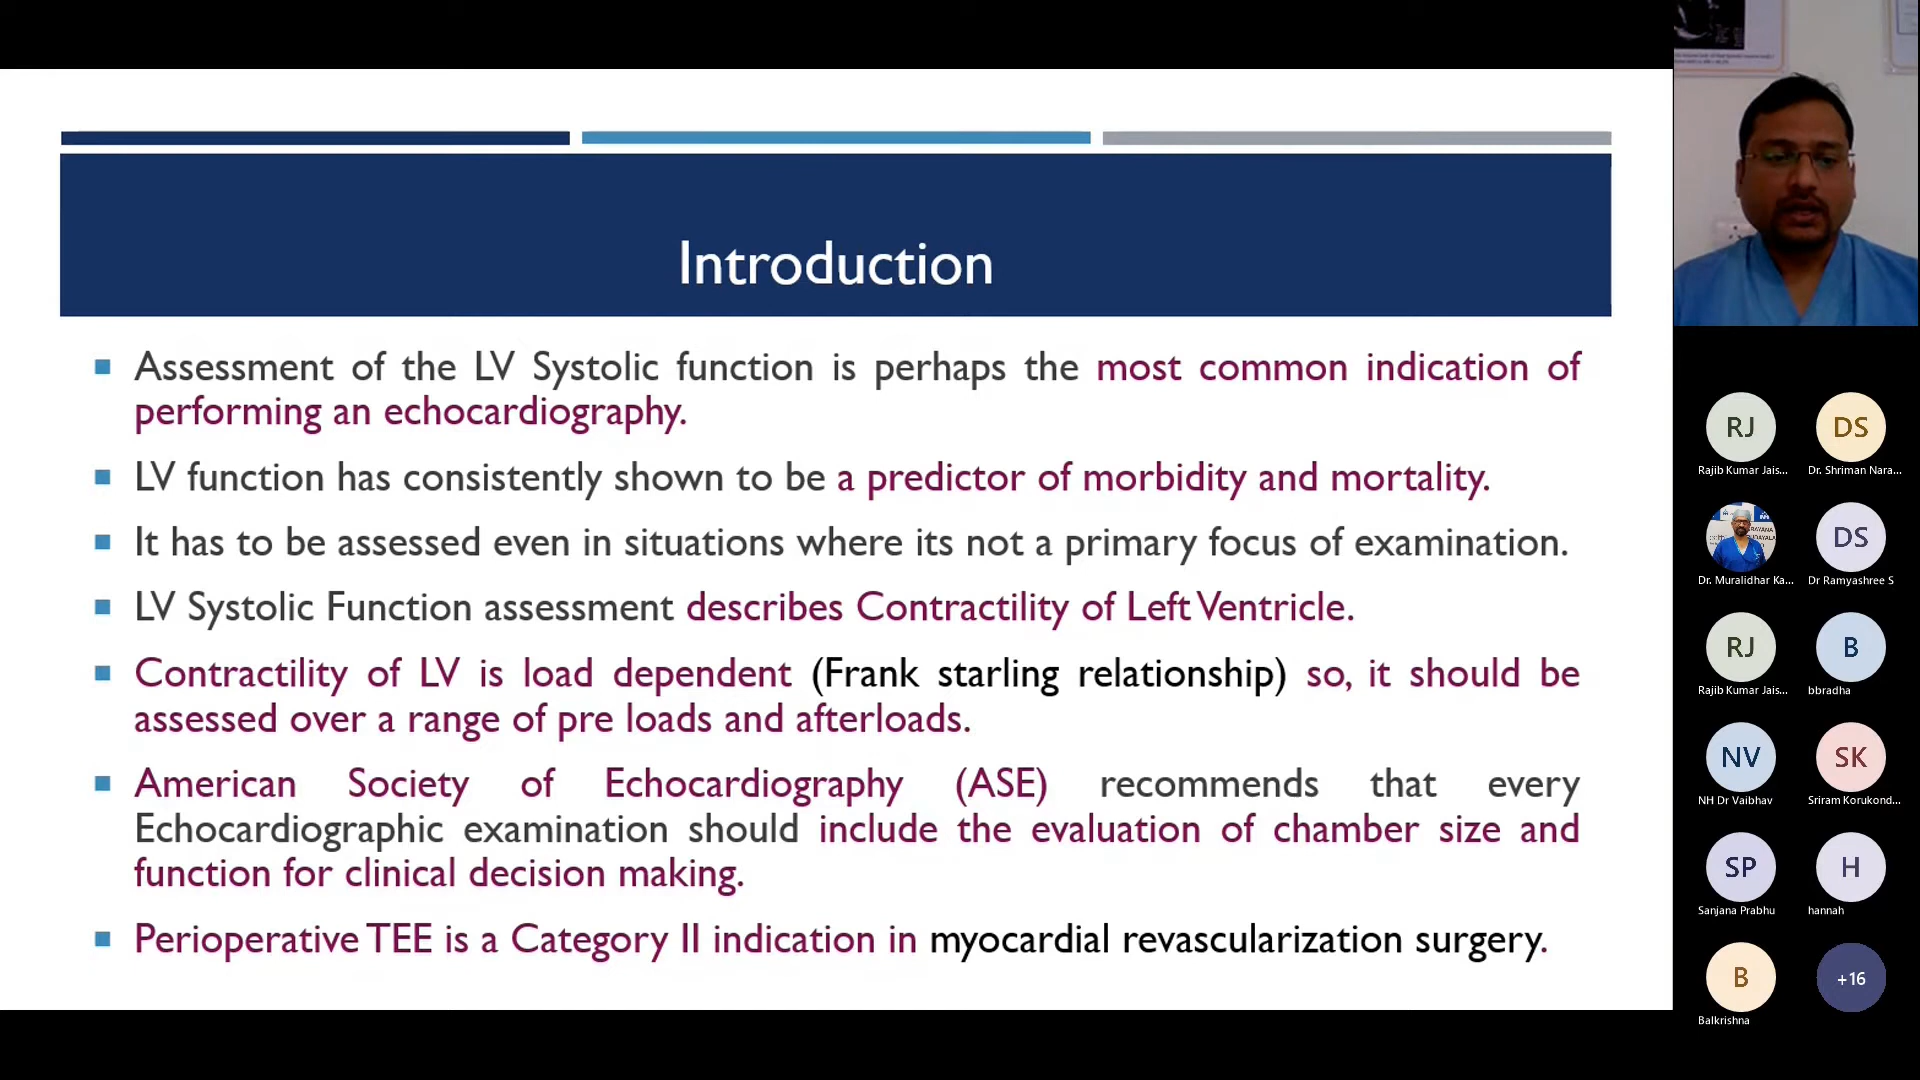 Introduction
Assessment of the LV Systolic function is perhaps the most common indication of
performing an echocardiography.
LV function has consistently shown to be a predictor of morbidity and mortality.
It has to be assessed even in situations where its not a primary focus of examination.
LV Systolic Function assessment describes Contractility of Left Ventricle.
Contractility of LV is load dependent (Frank starling relationship) so, it should be
assessed over a range of pre loads and afterloads.
American Society of Echocardiography (ASE) recommends that every
Echocardiographic examination should include the evaluation of chamber size and
function for clinical decision making.
Perioperative TEE is a Category II indication in myocardial revascularization surgery.
RJ DS
Rajib Kumar Jais... Dr. Shriman Nara...
DS
Dr. Muralidhar Ka... Dr Ramyashree S
RJ B
Rajib Kumar Jais... bbradha
NV SK
NH Dr Vaibhav Sriram Korukond...
SP H
Sanjana Prabhu hannah
B +16
Balkrishna